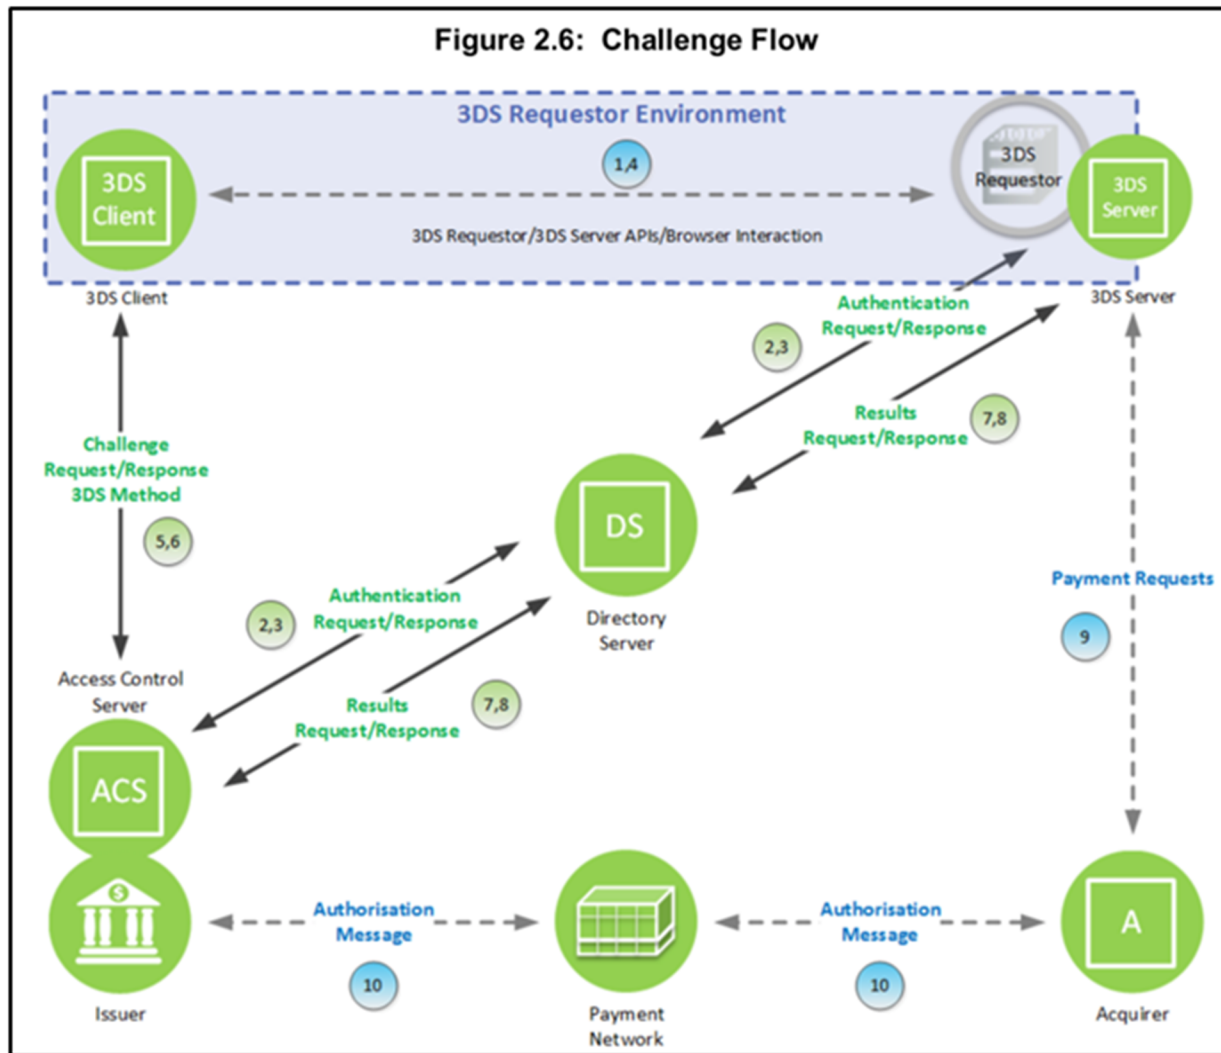 Figure 2.6:  Challenge Flow
3DS Requestor Environment
3DS
Client
1,4
3DS
Requestor
3DS
Server
3DS Requestor/3DS Server APIs/Browser Interaction
3DS Client
3DS Server
Authentication
Request/Response
2,3
Results
Request/Response
7,8
Challenge
Request/Response
3DS Method
5,6
DS
Directory
Server
Authentication
Request/Response
2,3
Results
Request/Response
7,8
Payment Requests
9
Access Control
Server
ACS
$
Issuer
Authorisation
Message
10
Payment
Network
Authorisation
Message
10
A
Acquirer